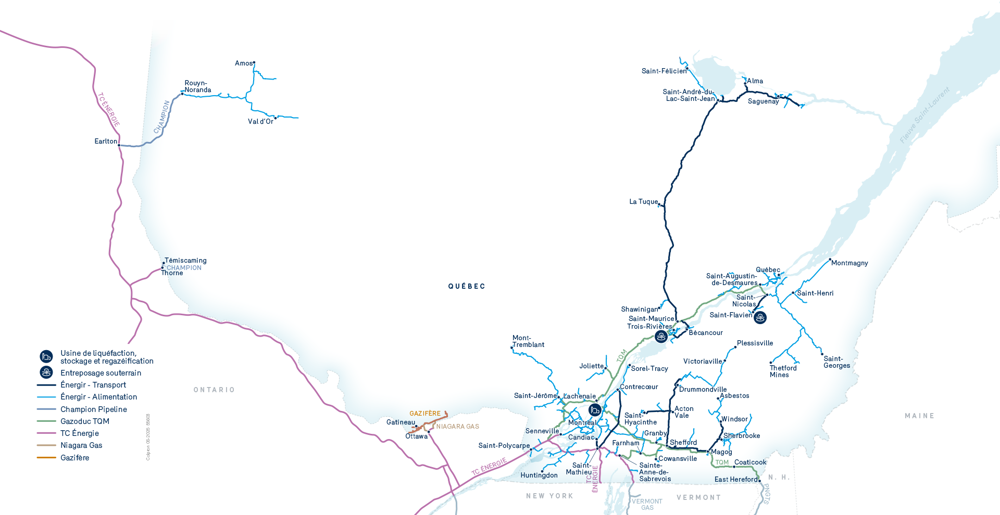 Amos
Rouyn-
Noranda
TC ÉNERGIE
CHAMPION
Val d'Or
Earlton
Témiscaming
CHAMPION
Thorne
Saint-Félicien
Alma
Saint-André-du-
Lac-Saint-Jean
Saguenay
Fleuve Saint-Laurent
La Tuque
Montmagny
Québec
Saint-Augustin-
de-Desmaures
QUÉBEC
Saint-Henri
Saint-
Nicolas
Saint-Flavien
Shawinigan
Saint-Maurice
Trois-Rivières
Bécancour
Plessisville
Mont-
Tremblant
TQM
Victoriaville
Saint-
Georges
Thetford
Mines
Joliette
Sorel-Tracy
Contrecœur
Drummondville
Saint-Jérôme
Lachenaie
Asbestos
Acton
Vale
Saint-
Hyacinthe
Windsor
Montréal
Senneville
Candiac
Granby
Sherbrooke
Saint-Polycarpe
Farnham
Shefford
Magog
Cowansville
TQM
Coaticook
Huntingdon
Saint-
Mathieu
TC
ÉNERGIE
Sainte-
Anne-de-
Sabrevois
East Hereford
N. H.
PNGTS
MAINE
NEW YORK
VERMONT
VERMONT
GAS
GAZIFÈRE
Gatineau
NIAGARA GAS
Ottawa
TC ÉNERGIE
ONTARIO
Usine de liquéfaction,
stockage et regazéification
Entreposage souterrain
Énergir - Transport
Énergir - Alimentation
Champion Pipeline
Gazoduc TQM
TC Énergie
Niagara Gas
Gazifère